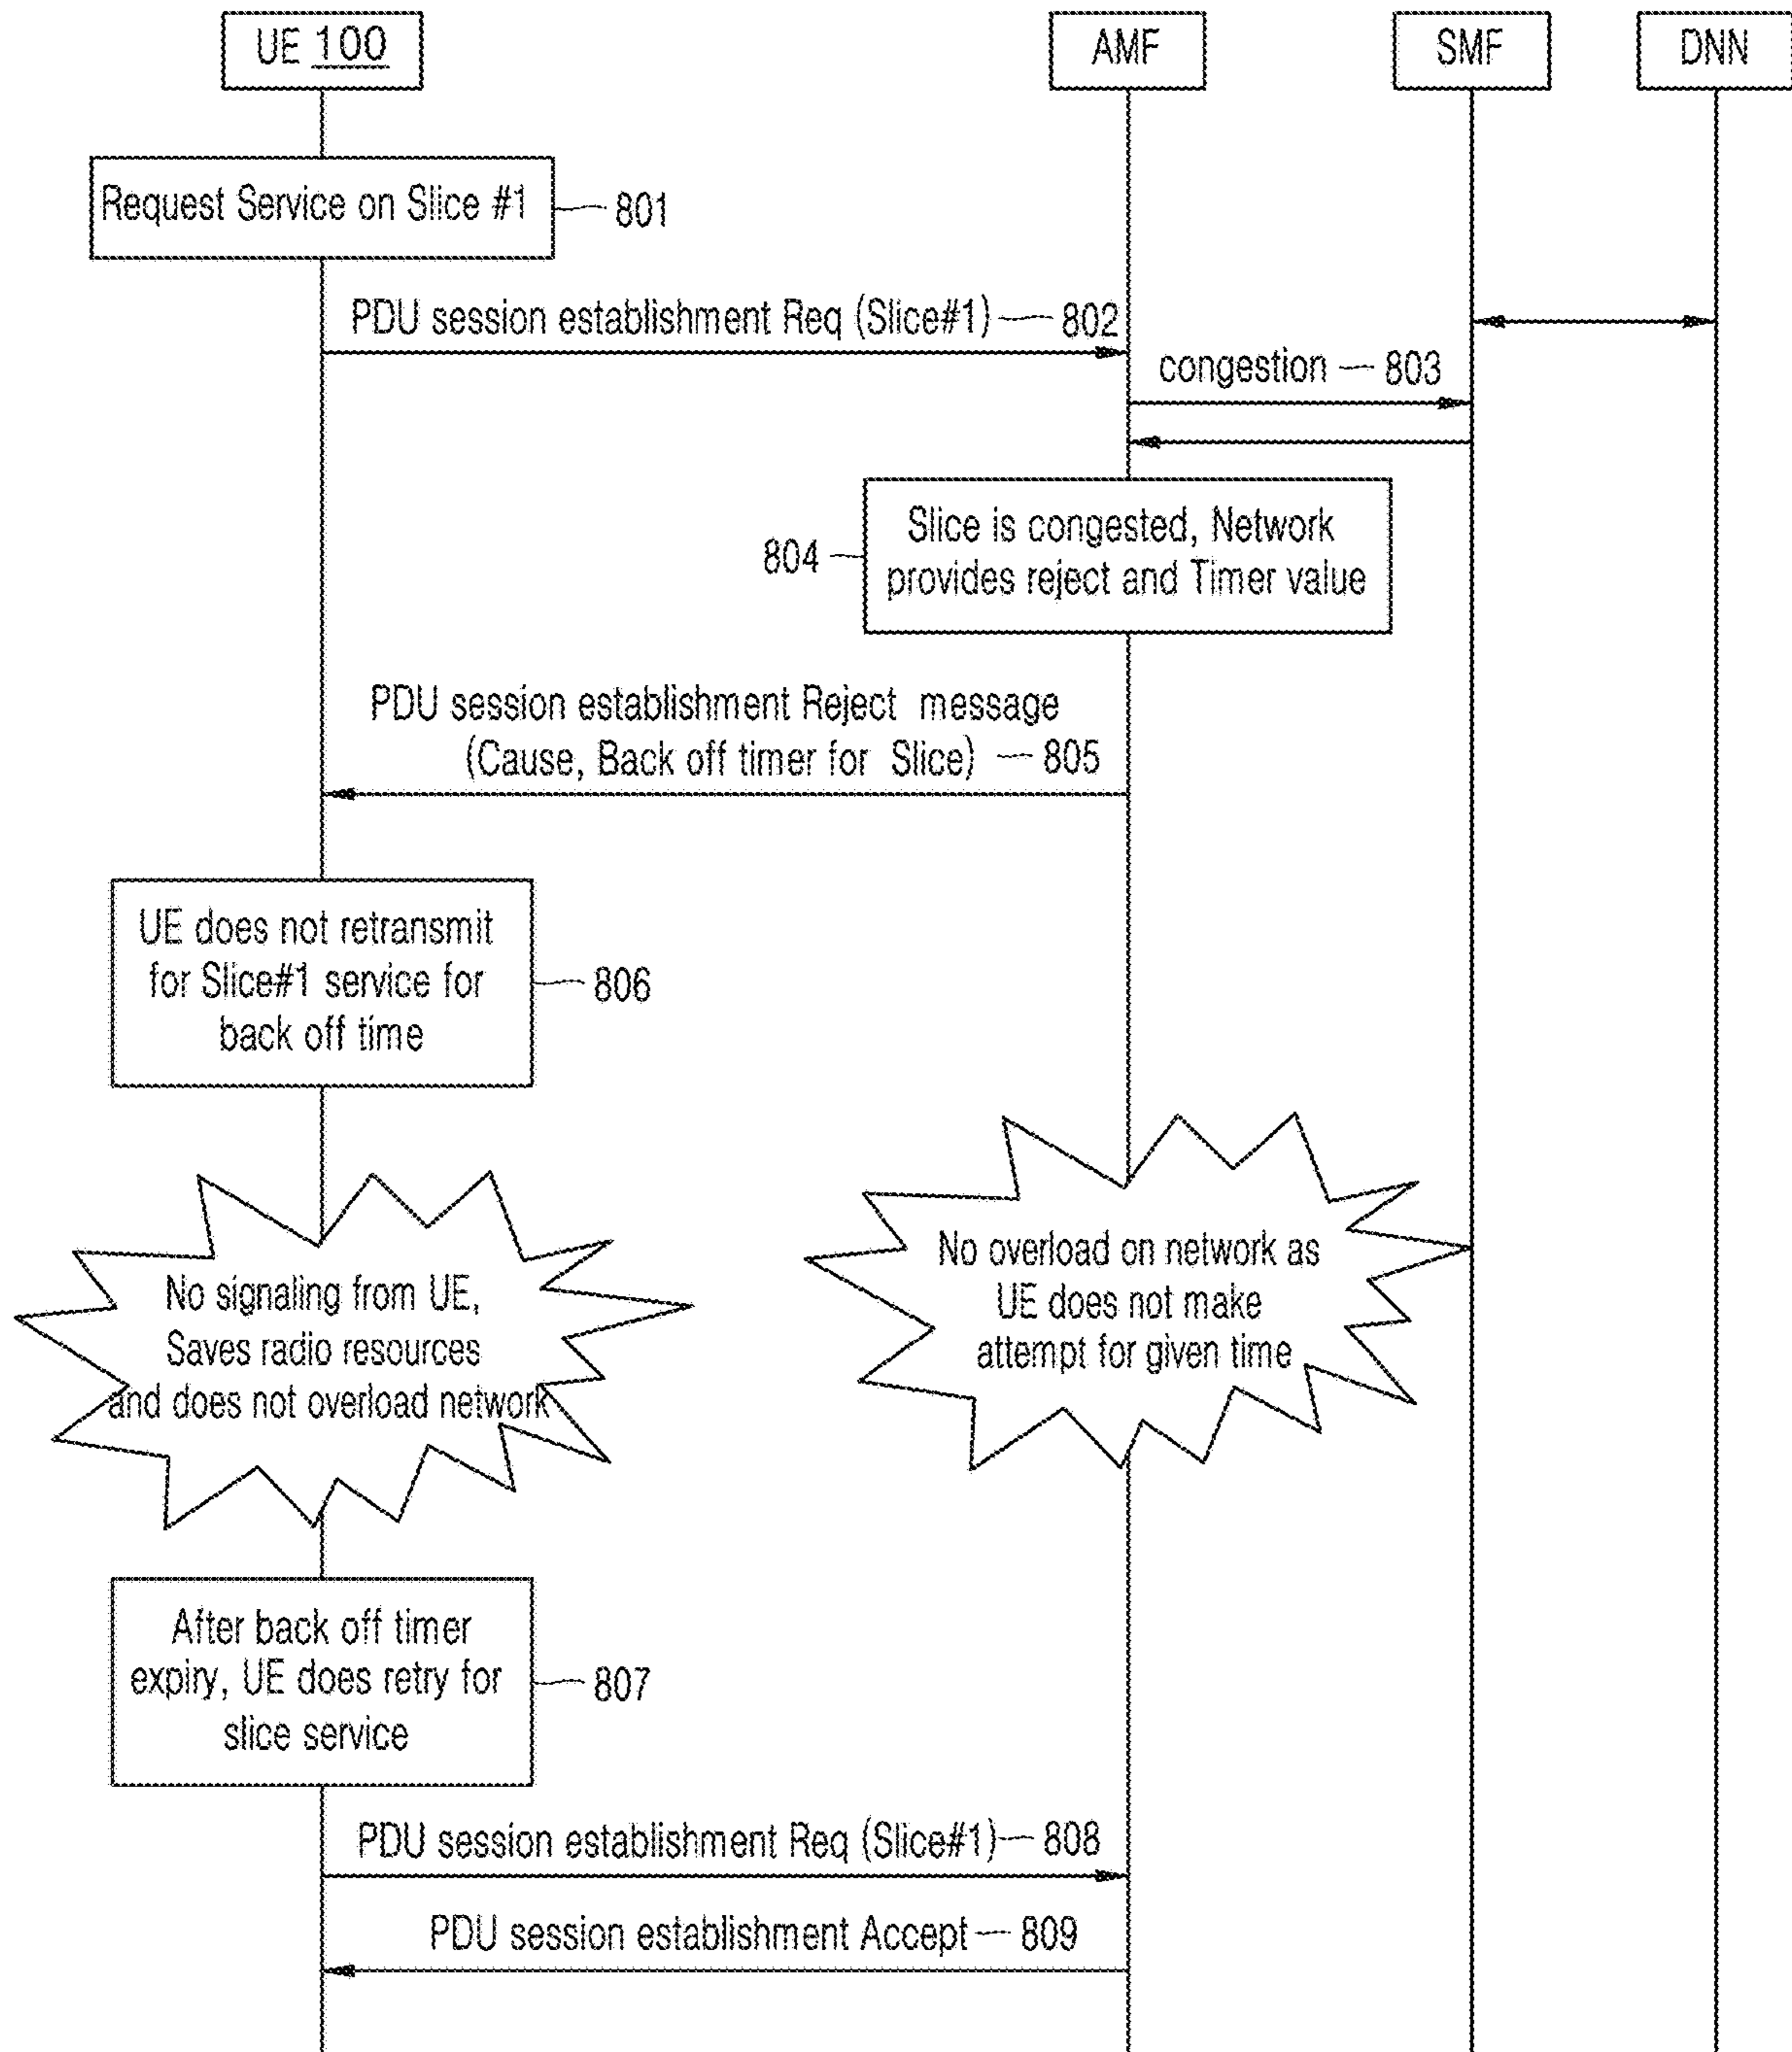 UE 100
AMF
SMF
DNN
Request Service on Slice #1
801
PDU session establishment Req (Slice#1)
802
congestion
803
Slice is congested, Network
provides reject and Timer value
804
PDU session establishment Reject message
(Cause, Back off timer for Slice)
805
UE does not retransmit
for Slice#1 service for
back off time
806
No signaling from UE,
Saves radio resources
and does not overload network
No overload on network as
UE does not make
attempt for given time
After back off timer
expiry, UE does retry for
slice service
807
PDU session establishment Req (Slice#1)
808
PDU session establishment Accept
809